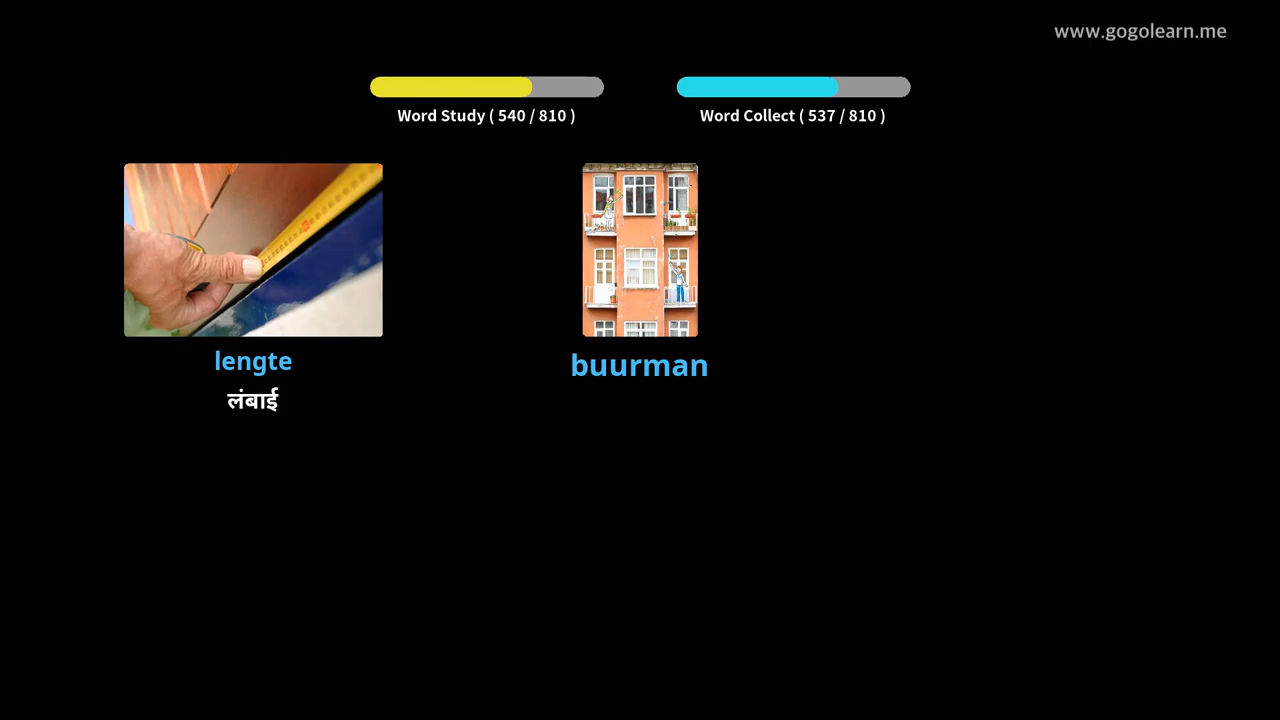 www.gogolearn.me
Word Study ( 540 / 810 )
Word Collect ( 537 / 810 )
lengte
लंबाई
buurman